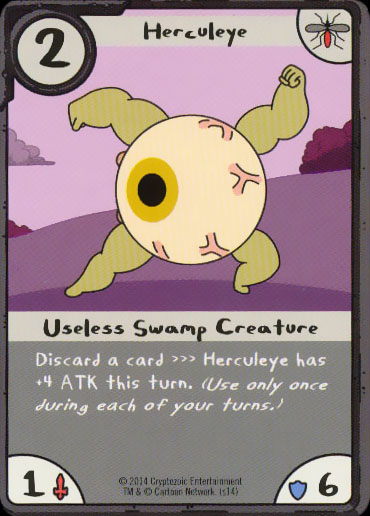 2
Herculeye
Useless Swamp Creature
Discard a card >>> Herculeye has
+4 ATK this turn. (Use only once
during each of your turns.)
1
6
© 2014 Cryptozoic Entertainment
TM & © Cartoon Network. (s14)